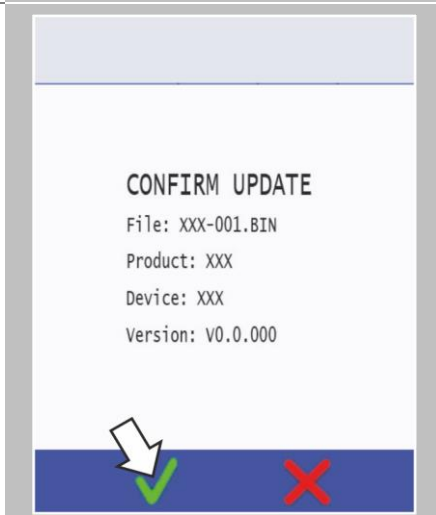 CONFIRM UPDATE
File: XXX-001.BIN
Product: XXX
Device: XXX
Version: V0.0.000